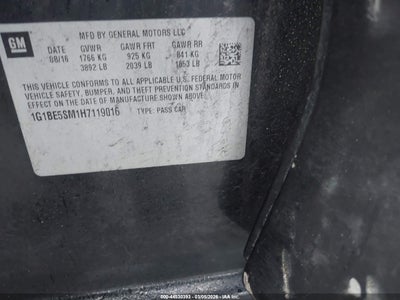 GM
MFD BY GENERAL MOTORS LLC
DATE GVWR GAWR FRT GAWR RR
08/16 1766 KG 925 KG 841 KG
3892 LB 2039 LB 1853 LB
THIS VEHICLE CONFORMS TO ALL APPLICABLE U.S. FEDERAL MOTOR
VEHICLE SAFETY, BUMPER, AND THEFT PREVENTION STANDARDS
IN EFFECT ON THE DATE OF MANUFACTURE SHOWN ABOVE.
1G1BE5SM1H7119016 TYPE: PASS CAR
IAA Inc